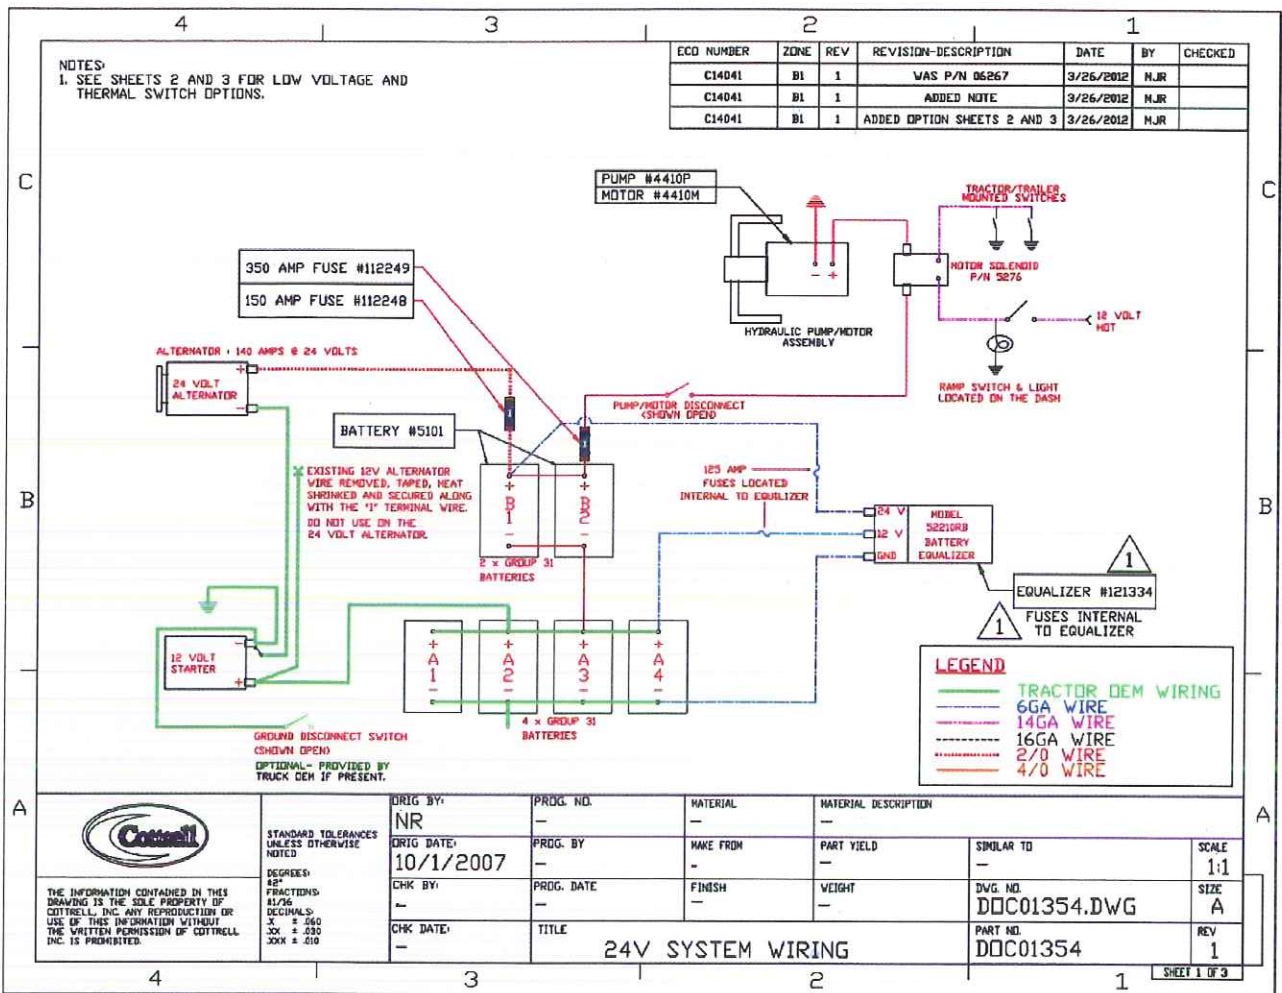 4 3 2 1
NOTES:
1. SEE SHEETS 2 AND 3 FOR LOW VOLTAGE AND
THERMAL SWITCH OPTIONS.
ECO NUMBER ZONE REV REVISION-DESCRIPTION DATE BY CHECKED
C14041 B1 1 WAS P/N 06267 3/26/2012 NJR
C14041 B1 1 ADDED NOTE 3/26/2012 NJR
C14041 B1 1 ADDED OPTION SHEETS 2 AND 3 3/26/2012 NJR
C
C
PUMP #4410P
MOTOR #4410M
TRACTOR/TRAILER
MOUNTED SWITCHES
350 AMP FUSE #112249
150 AMP FUSE #112248
- +
MOTOR SOLENOID
P/N 5276
HYDRAULIC PUMP/MOTOR
ASSEMBLY
12 VOLT
HOT
RAMP SWITCH & LIGHT
LOCATED ON THE DASH
ALTERNATOR : 140 AMPS @ 24 VOLTS
24 VOLT
ALTERNATOR
+
-
PUMP/MOTOR DISCONNECT
(SHOWN OPEN)
BATTERY #5101
EXISTING 12V ALTERNATOR
WIRE REMOVED, TAPED, HEAT
SHRINKED AND SECURED ALONG
WITH THE "I" TERMINAL WIRE.
DO NOT USE ON THE
24 VOLT ALTERNATOR.
+
B
1
-
+
B
2
-
2 x GROUP 31
BATTERIES
125 AMP
FUSES LOCATED
INTERNAL TO EQUILIZER
24 V
12 V
GND
MODEL
52210RB
BATTERY
EQUALIZER
B
B
1
EQUALIZER #121334
1
FUSES INTERNAL
TO EQUALIZER
12 VOLT
STARTER
-
+
+
A
1
-
+
A
2
-
+
A
3
-
+
A
4
-
4 x GROUP 31
BATTERIES
GROUND DISCONNECT SWITCH
(SHOWN OPEN)
OPTIONAL- PROVIDED BY
TRUCK OEM IF PRESENT.
LEGEND
TRACTOR OEM WIRING
6GA WIRE
14GA WIRE
16GA WIRE
2/0 WIRE
4/0 WIRE
A
A
Cottrell
THE INFORMATION CONTAINED IN THIS
DRAWING IS THE SOLE PROPERTY OF
COTTRELL, INC. ANY REPRODUCTION OR
USE OF THIS INFORMATION WITHOUT
THE WRITTEN PERMISSION OF COTTRELL
INC. IS PROHIBITED.
STANDARD TOLERANCES
UNLESS OTHERWISE
NOTED
DEGREES:
±2°
FRACTIONS:
±1/16
DECIMALS:
.X ± .060
.XX ± .030
.XXX ± .010
ORIG BY:
NR
PROG. NO.
-
MATERIAL
-
MATERIAL DESCRIPTION
-
ORIG DATE:
10/1/2007
PROG. BY
-
MAKE FROM
-
PART YIELD
-
SIMILAR TO
-
SCALE
1:1
CHK BY:
-
PROG. DATE
-
FINISH
-
WEIGHT
-
DWG. NO.
DOC01354.DWG
SIZE
A
CHK DATE:
-
TITLE
24V SYSTEM WIRING
PART NO.
DOC01354
REV
1
SHEET 1 OF 3
4 3 2 1